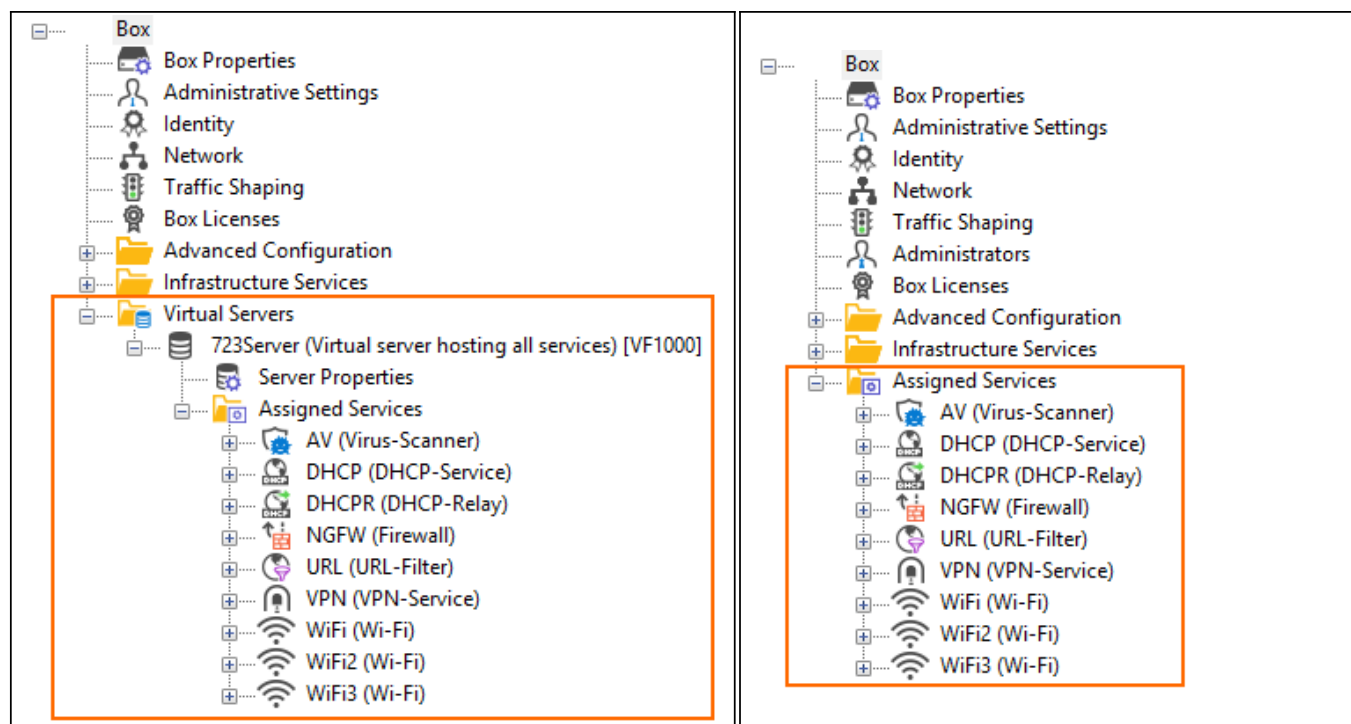 Box
Box Properties
Administrative Settings
Identity
Network
Traffic Shaping
Box Licenses
Advanced Configuration
Infrastructure Services
Virtual Servers
723Server (Virtual server hosting all services) [VF1000]
Server Properties
Assigned Services
AV (Virus-Scanner)
DHCP (DHCP-Service)
DHCPR (DHCP-Relay)
NGFW (Firewall)
URL (URL-Filter)
VPN (VPN-Service)
WiFi (Wi-Fi)
WiFi2 (Wi-Fi)
WiFi3 (Wi-Fi)
Box
Box Properties
Administrative Settings
Identity
Network
Traffic Shaping
Administrators
Box Licenses
Advanced Configuration
Infrastructure Services
Assigned Services
AV (Virus-Scanner)
DHCP (DHCP-Service)
DHCPR (DHCP-Relay)
NGFW (Firewall)
URL (URL-Filter)
VPN (VPN-Service)
WiFi (Wi-Fi)
WiFi2 (Wi-Fi)
WiFi3 (Wi-Fi)